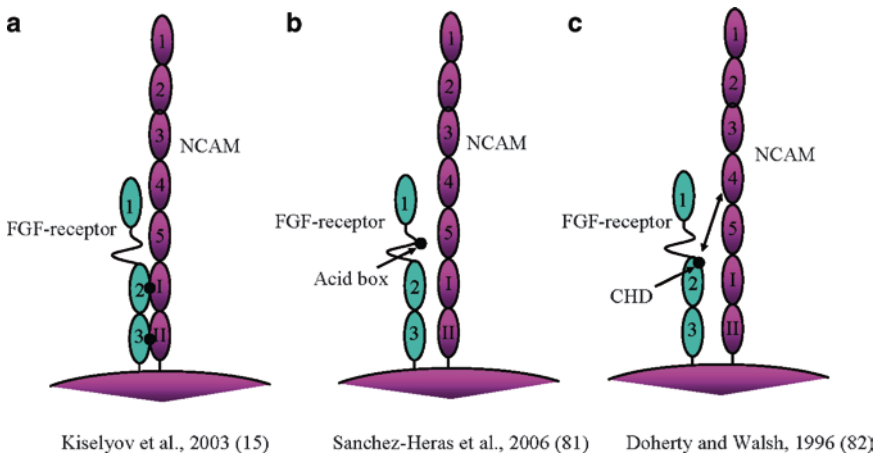 a
b
c
1
2
3
4
5
I
II
NCAM
FGF-receptor
1
2
3
1
2
3
4
5
I
II
NCAM
FGF-receptor
1
Acid box
2
3
1
2
3
4
5
I
II
NCAM
FGF-receptor
1
2
3
CHD
Kiselyov et al., 2003 (15)
Sanchez-Heras et al., 2006 (81)
Doherty and Walsh, 1996 (82)